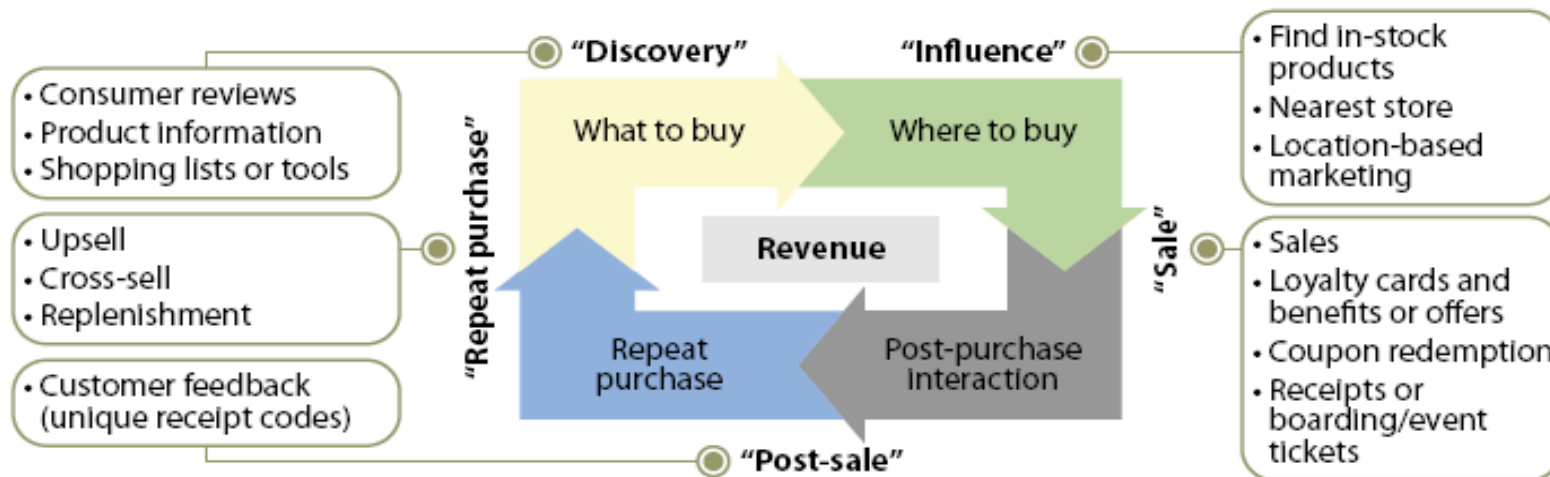 “Discovery”
“Influence”
• Consumer reviews
• Product information
• Shopping lists or tools
What to buy
Where to buy
• Find in-stock
products
• Nearest store
• Location-based
marketing
“Repeat purchase”
• Upsell
• Cross-sell
• Replenishment
Revenue
“Sale”
• Sales
• Loyalty cards and
benefits or offers
• Coupon redemption
• Receipts or
boarding/event
tickets
Repeat
purchase
Post-purchase
interaction
• Customer feedback
(unique receipt codes)
“Post-sale”